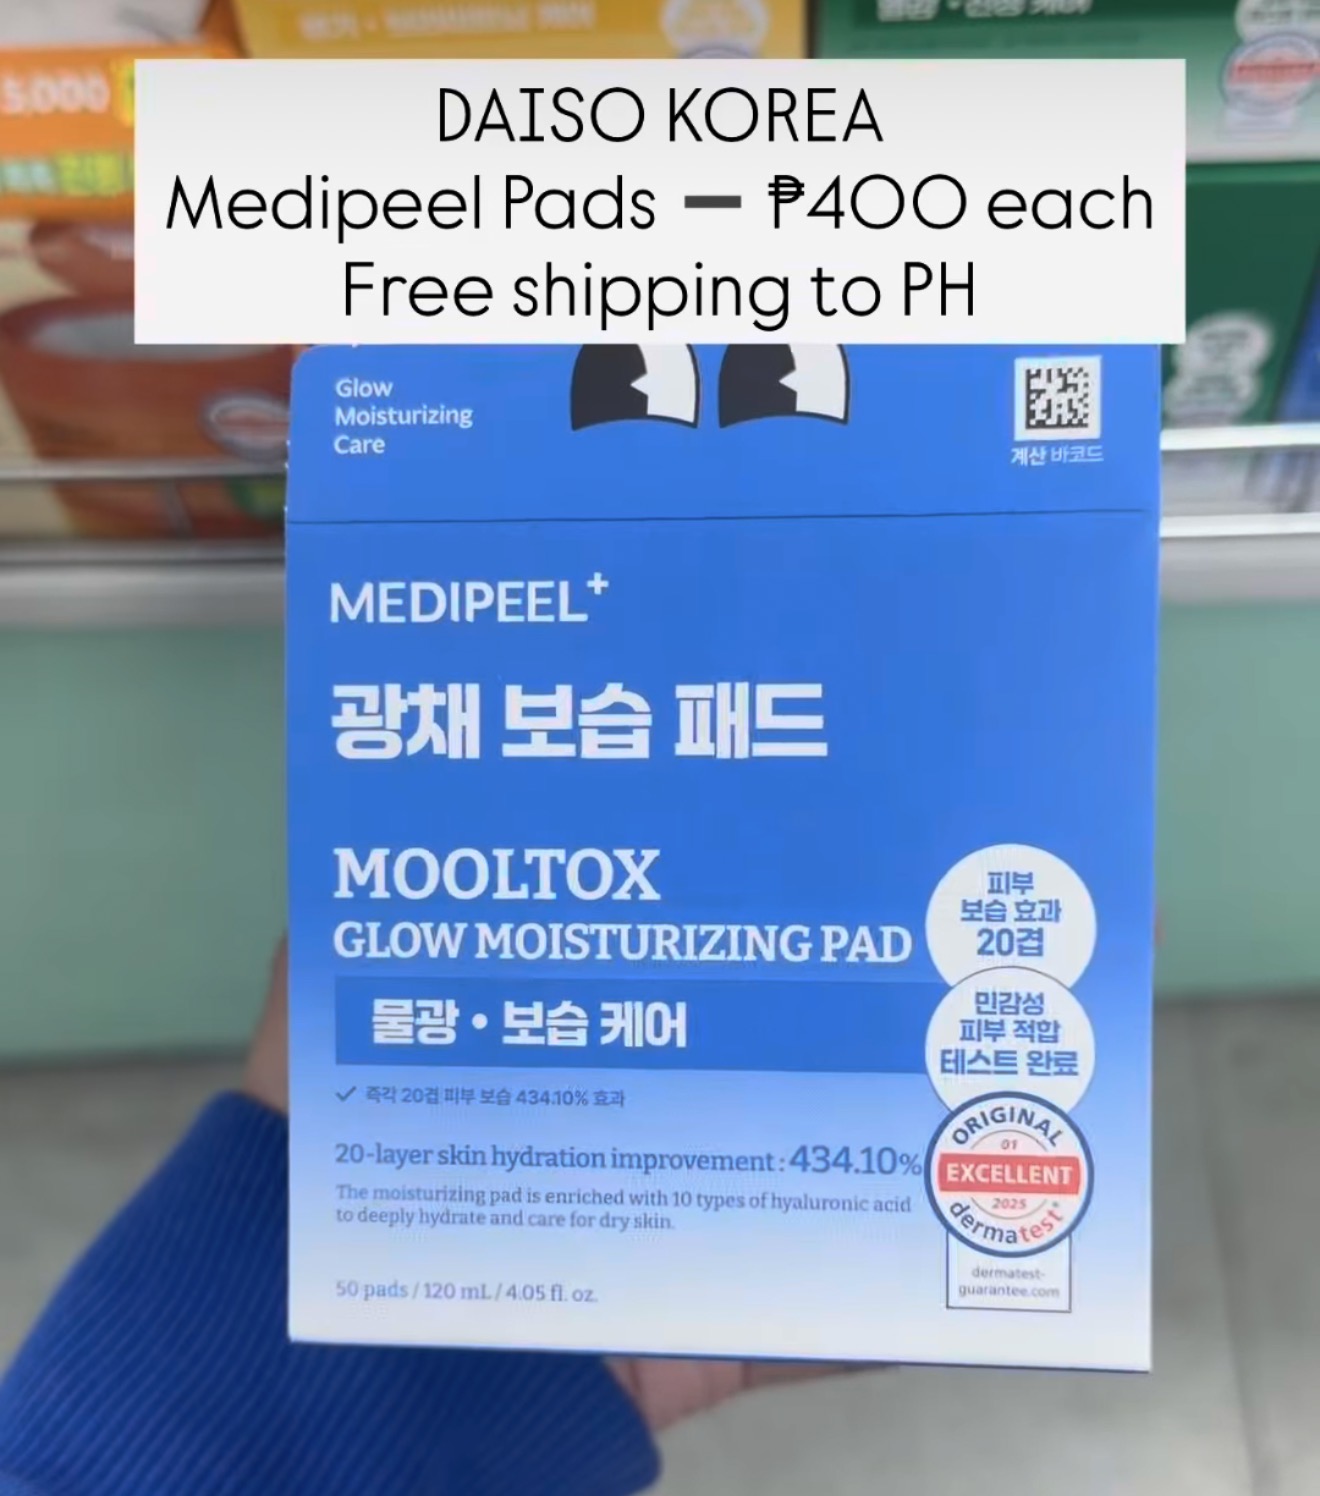 DAISO KOREA
Medipeel Pads ➖ ₱400 each
Free shipping to PH
5,000
Glow
Moisturizing
Care
계산 바코드
MEDIPEEL+
광채 보습 패드
MOOLTOX
GLOW MOISTURIZING PAD
물광 • 보습 케어
✓ 즉각 20겹 피부 보습 434.10% 효과
20-layer skin hydration improvement : 434.10%
The moisturizing pad is enriched with 10 types of hyaluronic acid
to deeply hydrate and care for dry skin.
50 pads / 120 mL / 4.05 fl. oz.
피부
보습 효과
20겹
민감성
피부 적합
테스트 완료
ORIGINAL
01
EXCELLENT
2025
dermatest®
dermatest-
guarantee.com